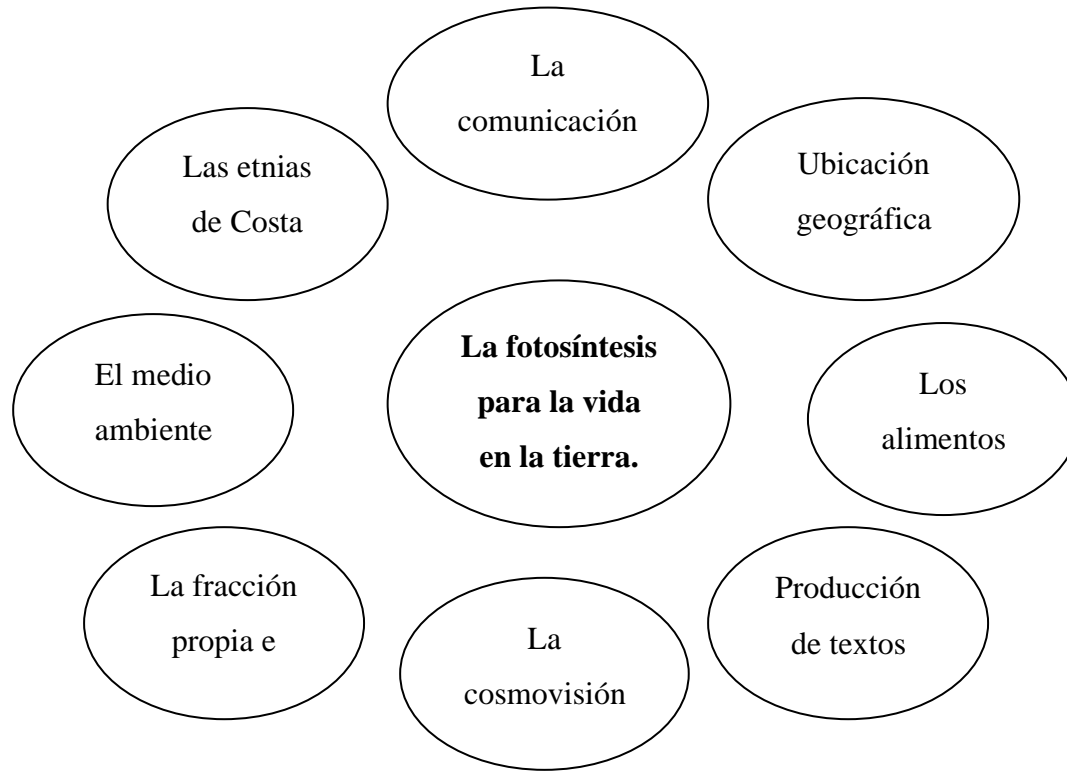 La
comunicación
Ubicación
geográfica
Las etnias
de Costa
La fotosíntesis
para la vida
en la tierra.
El medio
ambiente
Los
alimentos
La fracción
propia e
La
cosmovisión
Producción
de textos